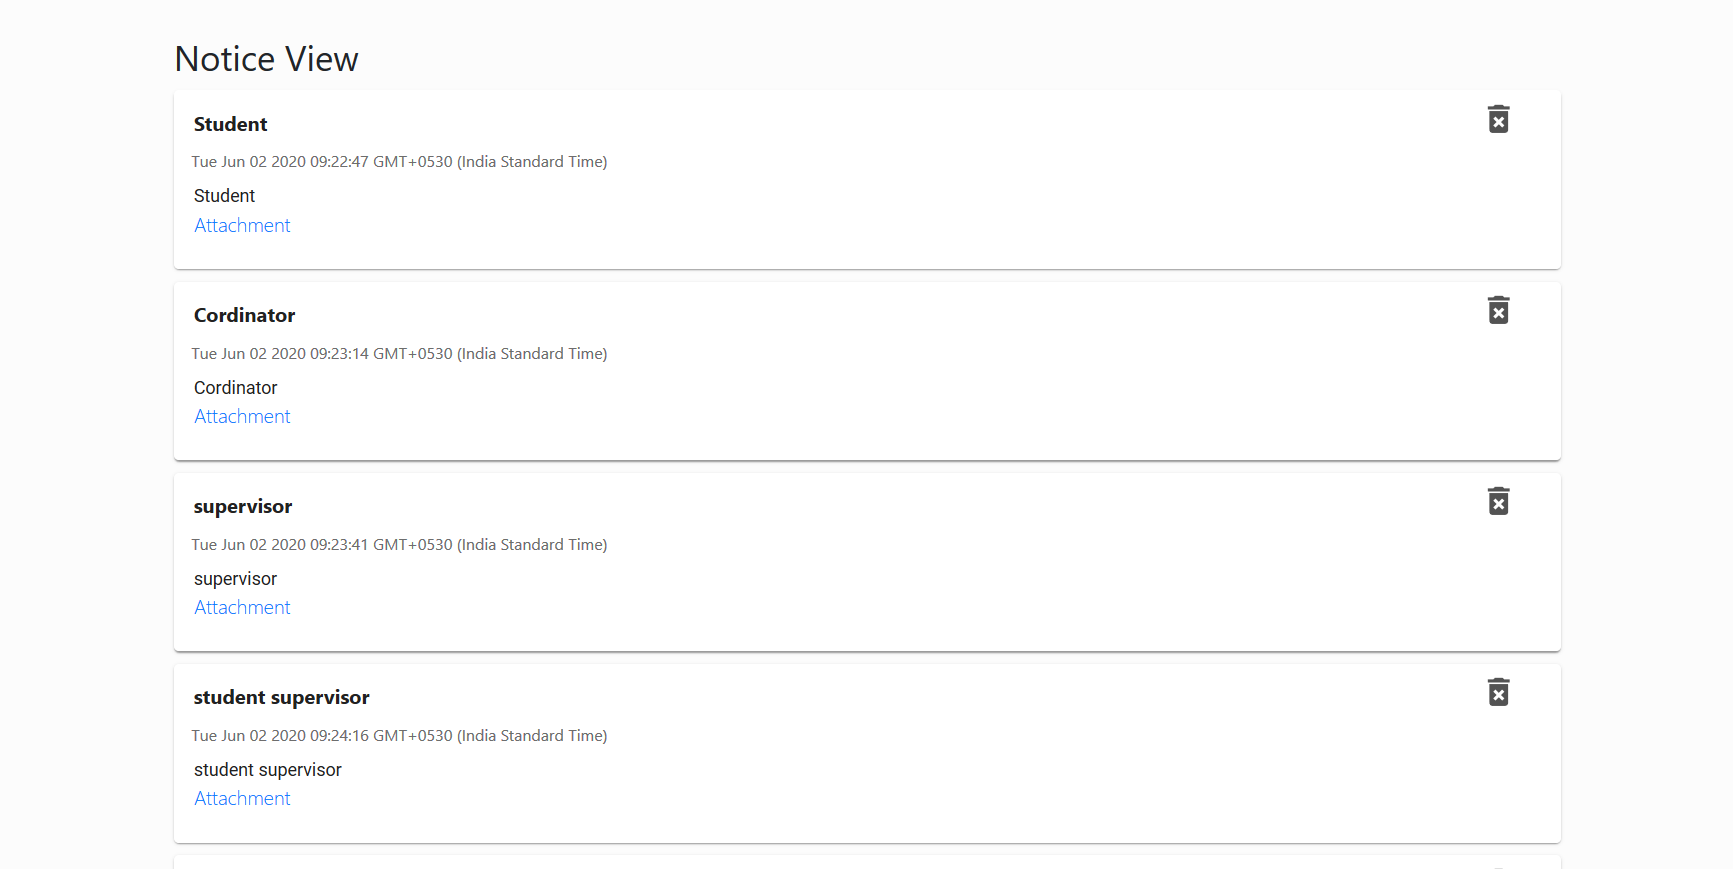 Notice View
Student
Tue Jun 02 2020 09:22:47 GMT+0530 (India Standard Time)
Student
Attachment
Cordinator
Tue Jun 02 2020 09:23:14 GMT+0530 (India Standard Time)
Cordinator
Attachment
supervisor
Tue Jun 02 2020 09:23:41 GMT+0530 (India Standard Time)
supervisor
Attachment
student supervisor
Tue Jun 02 2020 09:24:16 GMT+0530 (India Standard Time)
student supervisor
Attachment